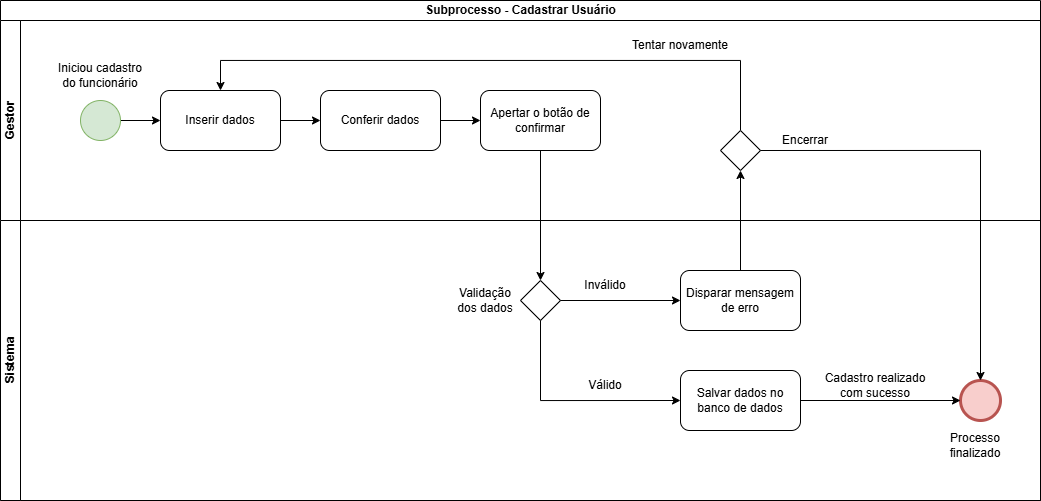 Subprocesso - Cadastrar Usuário
Gestor
Iniciou cadastro
do funcionário
Inserir dados
Conferir dados
Apertar o botão de
confirmar
Tentar novamente
Encerrar
Sistema
Validação
dos dados
Inválido
Disparar mensagem
de erro
Válido
Salvar dados no
banco de dados
Cadastro realizado
com sucesso
Processo
finalizado